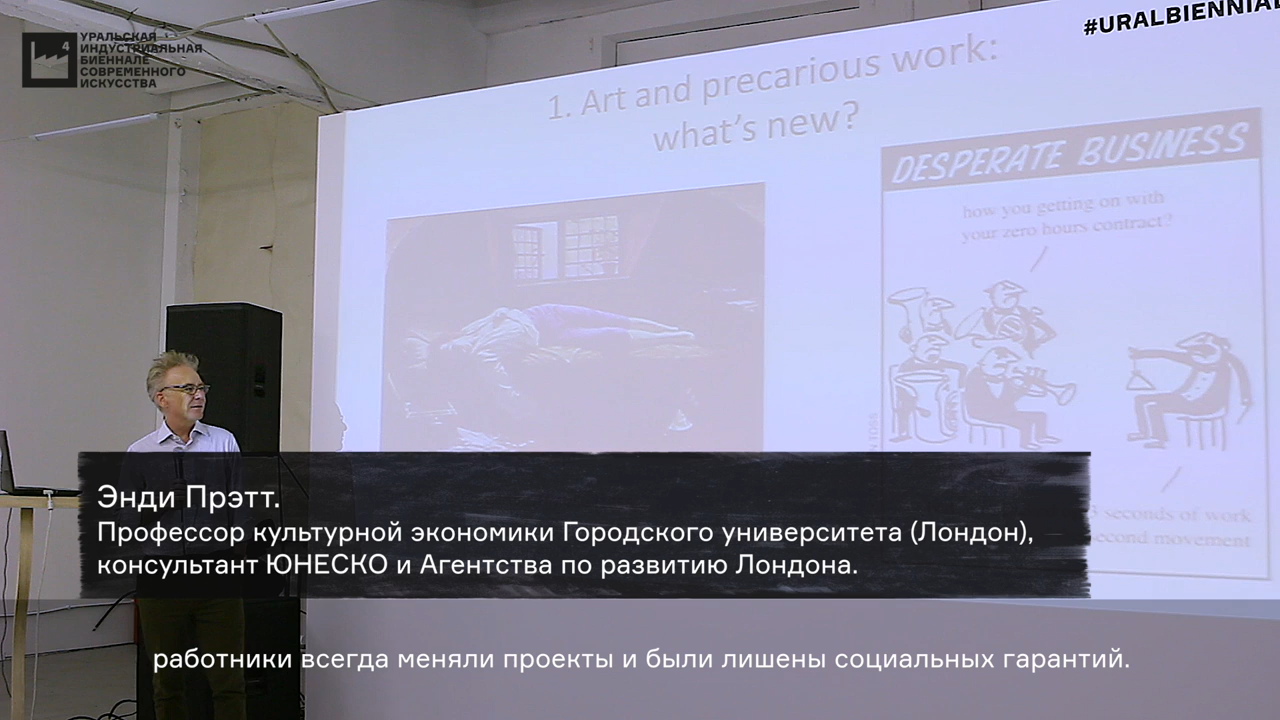 УРАЛЬСКАЯ
ИНДУСТРИАЛЬНАЯ
БИЕННАЛЕ
СОВРЕМЕННОГО
ИСКУССТВА
4
#URALBIENNIAL
1. Art and precarious work:
what's new?
DESPERATE BUSINESS
how you getting on with
your zero hours contract?
3 seconds of work
second movement
Энди Прэтт.
Профессор культурной экономики Городского университета (Лондон),
консультант ЮНЕСКО и Агентства по развитию Лондона.
работники всегда меняли проекты и были лишены социальных гарантий.